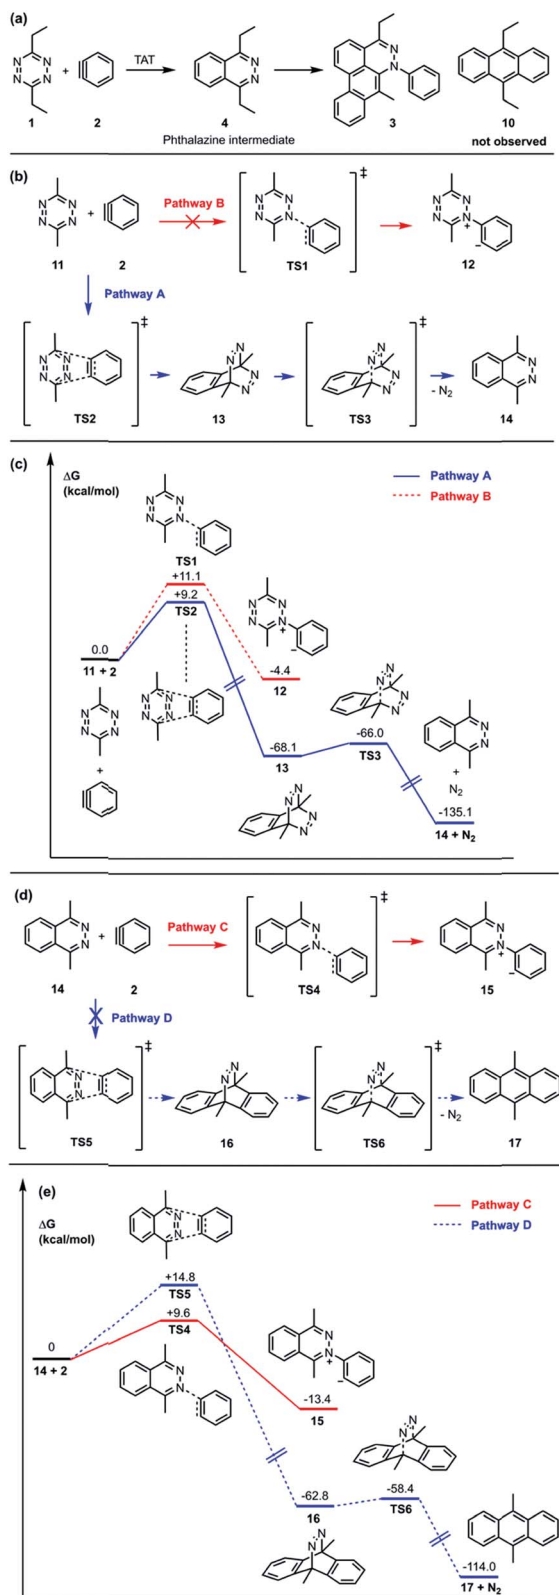 (a)
N N
N N
1
+
2
TAT
N
N
4
Phthalazine intermediate
N
N
3
10
not observed
(b)
N N
N N
11
+
2
Pathway B
N N
N N
TS1
‡
N N
N N
+
−
12
Pathway A
N N
N N
TS2
‡
N
N
N
N
13
N
N
N
N
TS3
‡
- N₂
N
N
14
(c)
ΔG
(kcal/mol)
Pathway A
Pathway B
N N
N N
TS1
+11.1
+9.2
TS2
0.0
11 + 2
N N
N N
+
N N
N N
N N
N N
+
−
-4.4
12
-68.1
13
N
N
N
N
N
N
N
N
-66.0
TS3
N
N
+
N₂
-135.1
14 + N₂
(d)
N
N
14
+
2
Pathway C
N
N
TS4
‡
N
N
+
−
15
Pathway D
N
N
TS5
‡
N
N
16
N
N
TS6
‡
- N₂
17
(e)
ΔG
(kcal/mol)
Pathway C
Pathway D
N
N
+14.8
TS5
+9.6
TS4
0
14 + 2
N
N
N
N
+
−
-13.4
15
N
N
-62.8
16
N
N
-58.4
TS6
-114.0
17 + N₂